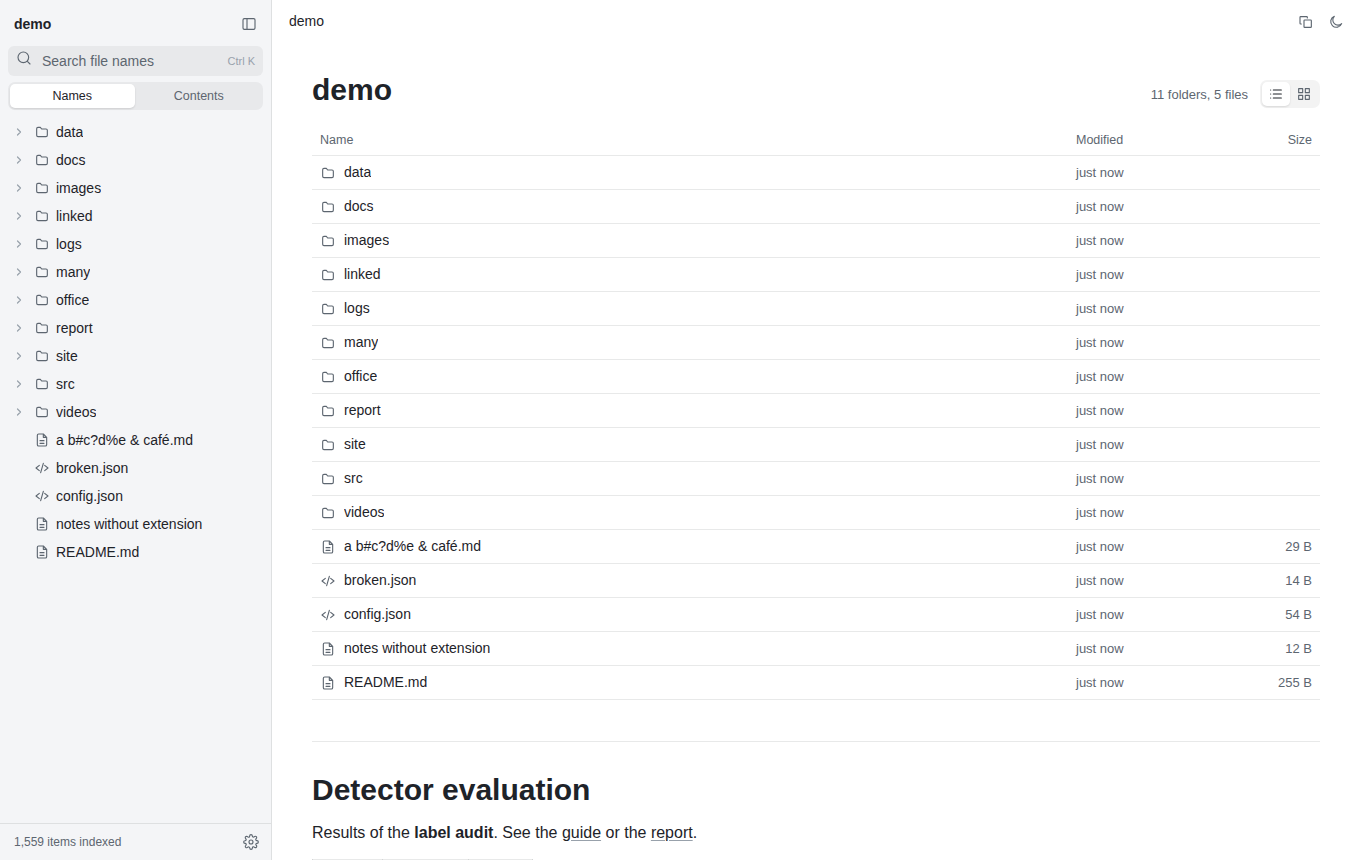 demo
Search file names Ctrl K
Names Contents
data
docs
images
linked
logs
many
office
report
site
src
videos
a b#c?d%e & café.md
broken.json
config.json
notes without extension
README.md
1,559 items indexed
demo
demo
11 folders, 5 files
Name Modified Size
data just now
docs just now
images just now
linked just now
logs just now
many just now
office just now
report just now
site just now
src just now
videos just now
a b#c?d%e & café.md just now 29 B
broken.json just now 14 B
config.json just now 54 B
notes without extension just now 12 B
README.md just now 255 B
Detector evaluation
Results of the label audit. See the guide or the report.